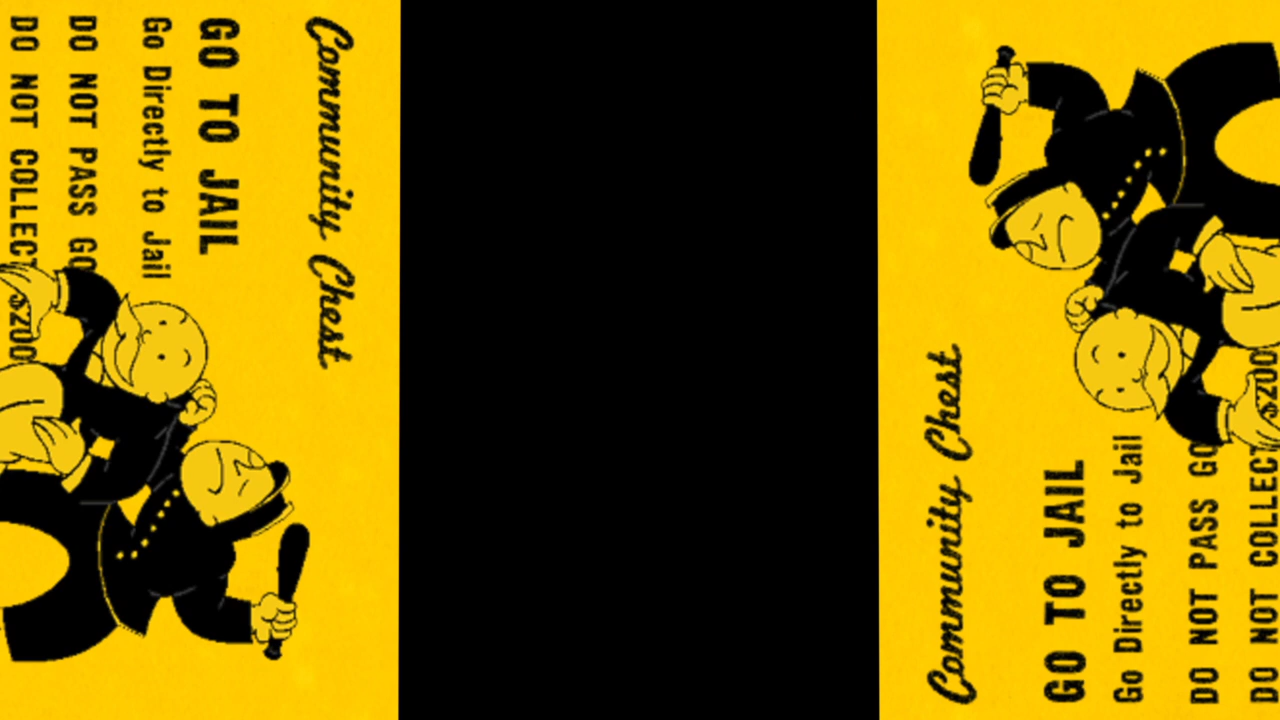 Community Chest
GO TO JAIL
Go Directly to Jail
DO NOT PASS GO
DO NOT COLLECT $200
Community Chest
GO TO JAIL
Go Directly to Jail
DO NOT PASS GO
DO NOT COLLECT $200